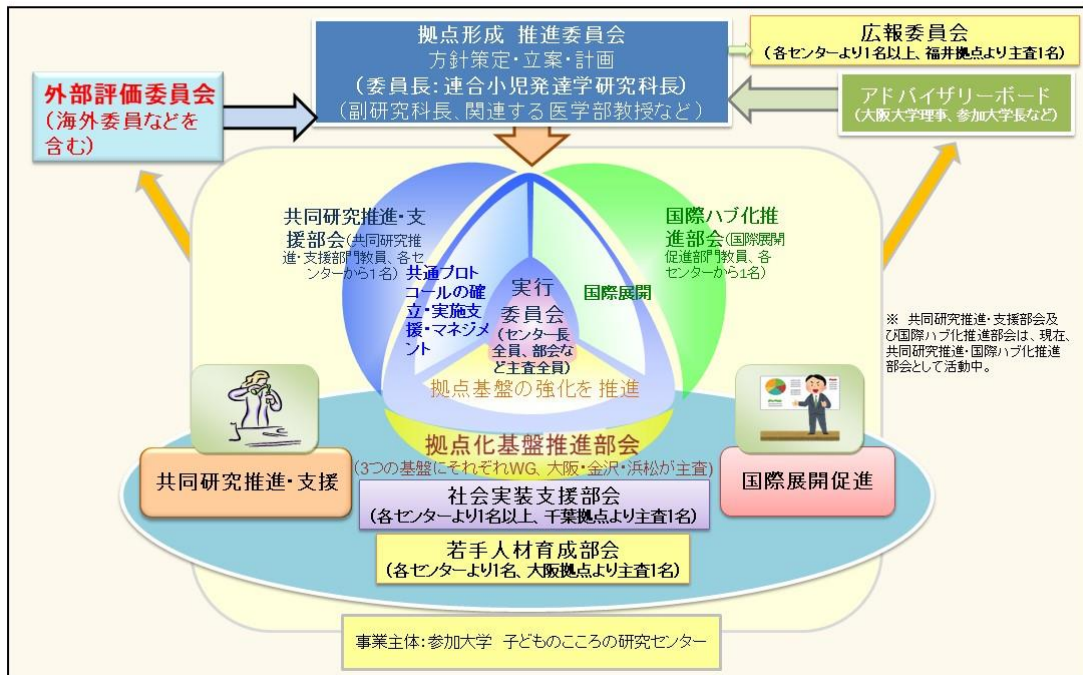 拠点形成 推進委員会
方針策定・立案・計画
(委員長:連合小児発達学研究科長)
(副研究科長、関連する医学部教授など)
広報委員会
(各センターより1名以上、福井拠点より主査1名)
外部評価委員会
(海外委員などを
含む)
アドバイザリーボード
(大阪大学理事、参加大学長など)
共同研究推進・支
援部会(共同研究推
進・支援部門教員、各セ
ンターから1名)
共通プロト
コールの確
立・実施支
援・マネジメ
ント
国際ハブ化推
進部会(国際展開
促進部門教員、各
センターから1名)
国際展開
実行
委員会
(センター長
全員、部会な
ど主査全員)
拠点基盤の強化を 推進
※ 共同研究推進・支援部会及
び国際ハブ化推進部会は、現在、
共同研究推進・国際ハブ化推進
部会として活動中。
拠点化基盤推進部会
(3つの基盤にそれぞれWG、大阪・金沢・浜松が主査)
共同研究推進・支援
国際展開促進
社会実装支援部会
(各センターより1名以上、千葉拠点より主査1名)
若手人材育成部会
(各センターより1名、大阪拠点より主査1名)
事業主体:参加大学 子どものこころの研究センター